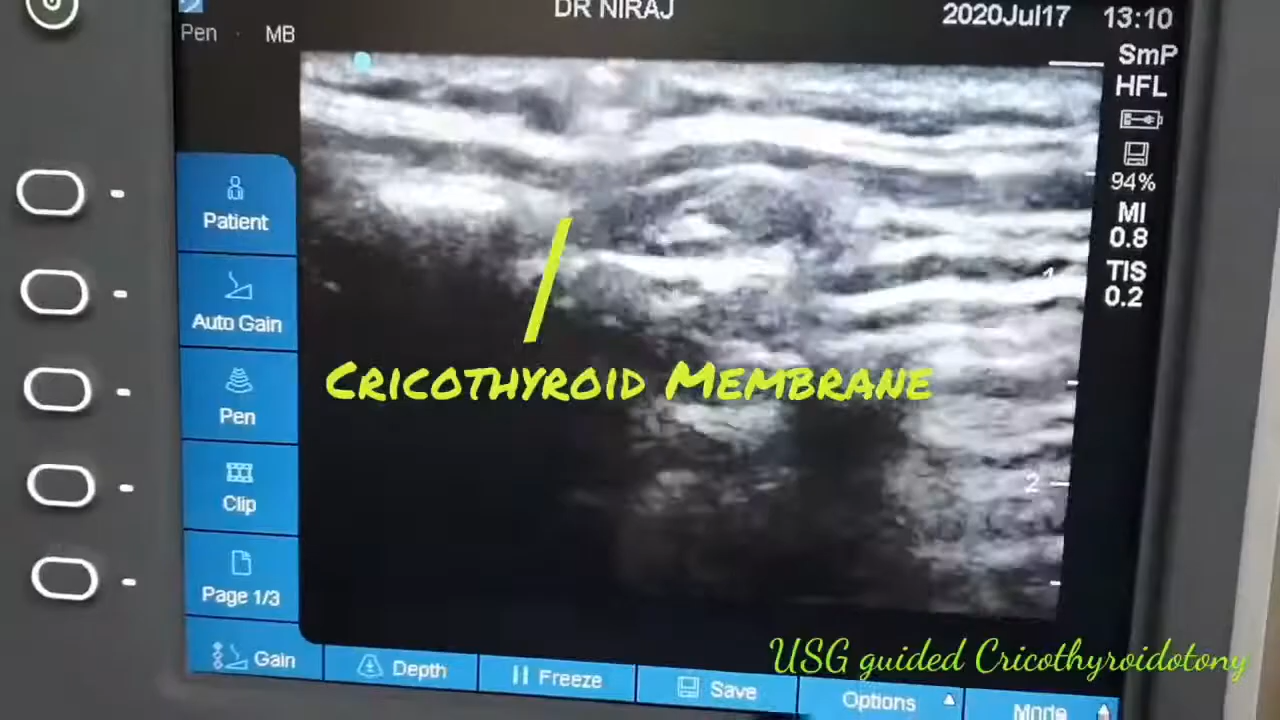 DR NIRAJ
2020Jul17 13:10
Pen · MB
SmP
HFL
94%
MI
0.8
TIS
0.2
Patient
Auto Gain
Pen
Clip
Page 1/3
1
2
Cricothyroid Membrane
USG guided Cricothyroidotony
Gain
Depth
Freeze
Save
Options
Mode